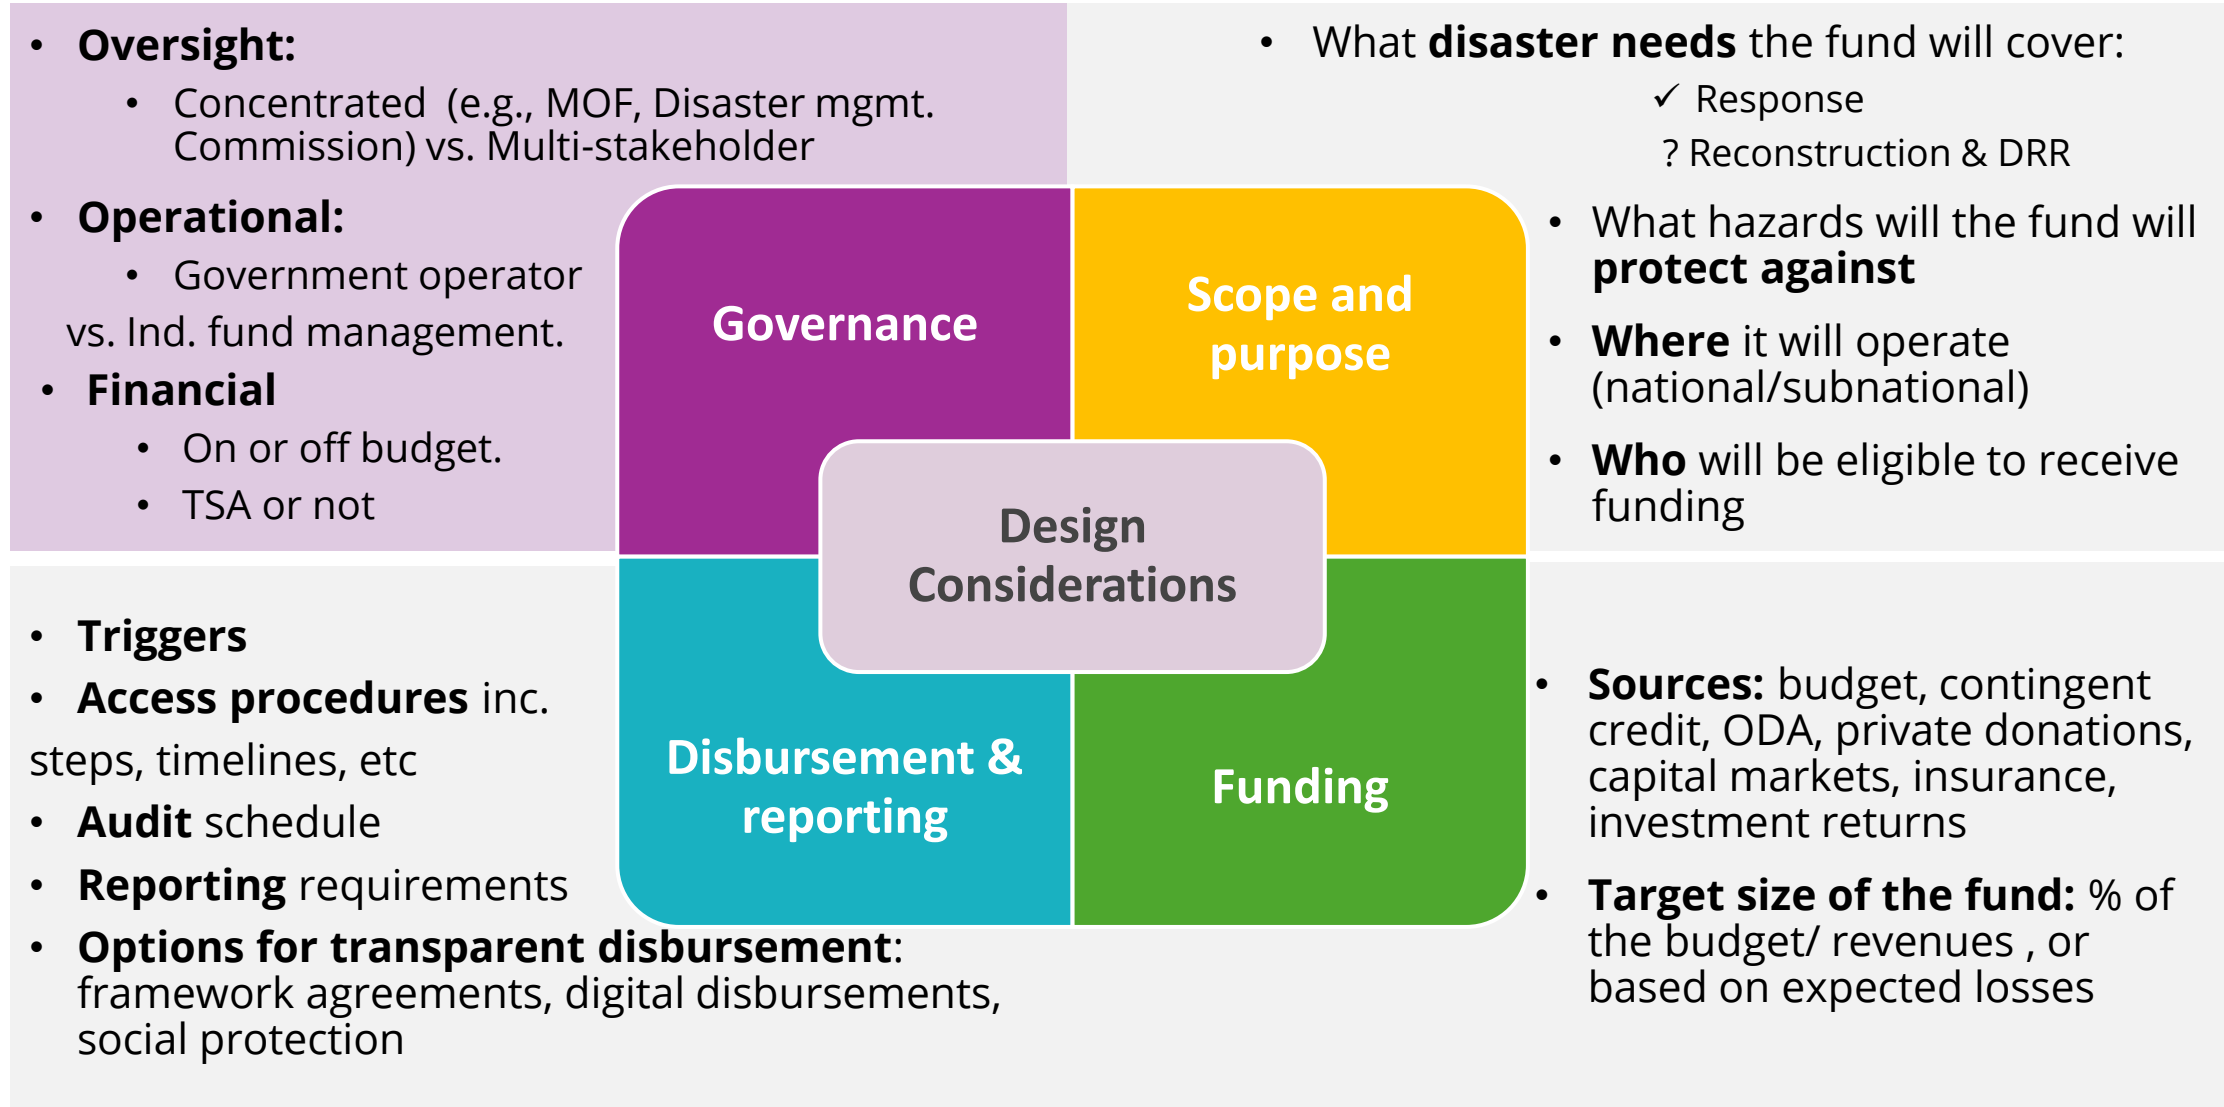 • Oversight:
• Concentrated (e.g., MOF, Disaster mgmt.
Commission) vs. Multi-stakeholder
• Operational:
• Government operator
vs. Ind. fund management.
• Financial
• On or off budget.
• TSA or not
• What disaster needs the fund will cover:
✓ Response
? Reconstruction & DRR
• What hazards will the fund will
protect against
• Where it will operate
(national/subnational)
• Who will be eligible to receive
funding
Governance
Scope and
purpose
Design
Considerations
Disbursement &
reporting
Funding
• Triggers
• Access procedures inc.
steps, timelines, etc
• Audit schedule
• Reporting requirements
• Options for transparent disbursement:
framework agreements, digital disbursements,
social protection
• Sources: budget, contingent
credit, ODA, private donations,
capital markets, insurance,
investment returns
• Target size of the fund: % of
the budget/ revenues , or
based on expected losses